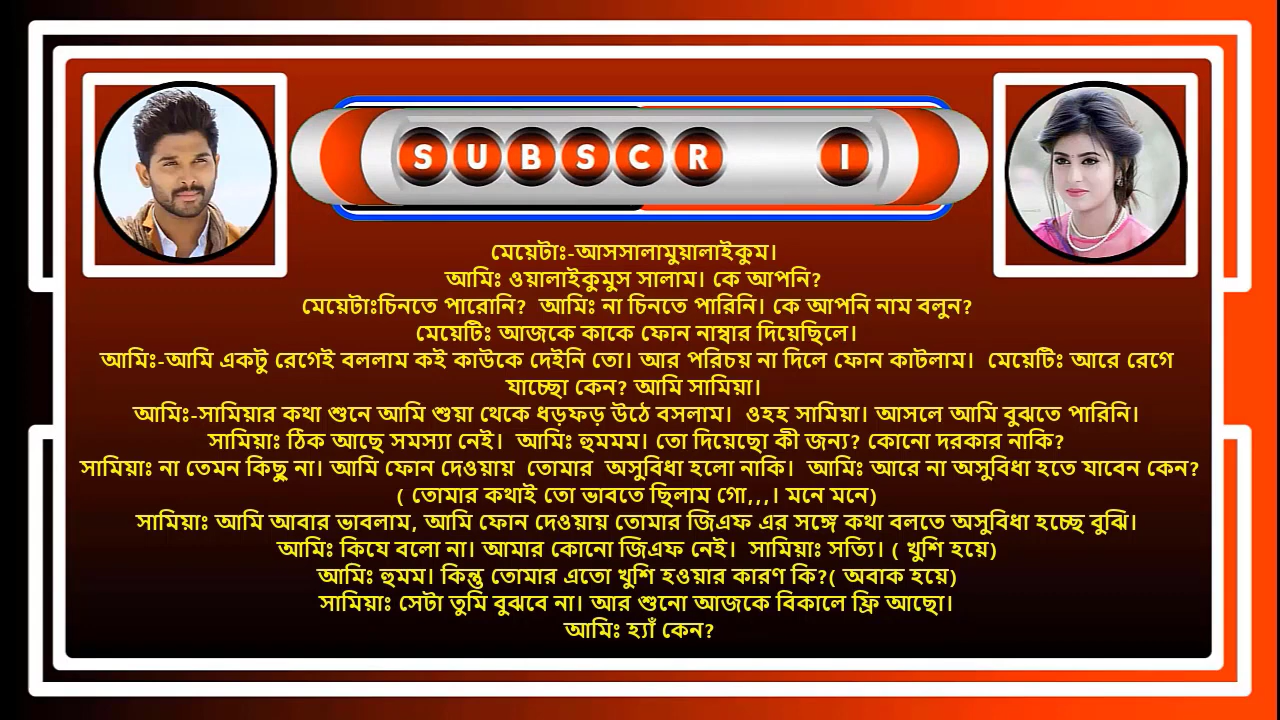 SUBSCR I
মেয়েটাঃ-আসসালামুয়ালাইকুম।
আমিঃ ওয়ালাইকুমুস সালাম। কে আপনি?
মেয়েটাঃচিনতে পারোনি? আমিঃ না চিনতে পারিনি। কে আপনি নাম বলুন?
মেয়েটিঃ আজকে কাকে ফোন নাম্বার দিয়েছিলে।
আমিঃ-আমি একটু রেগেই বললাম কই কাউকে দেইনি তো। আর পরিচয় না দিলে ফোন কাটলাম। মেয়েটিঃ আরে রেগে
যাচ্ছো কেন? আমি সামিয়া।
আমিঃ-সামিয়ার কথা শুনে আমি শুয়া থেকে ধড়ফড় উঠে বসলাম। ওহহ সামিয়া। আসলে আমি বুঝতে পারিনি।
সামিয়াঃ ঠিক আছে সমস্যা নেই। আমিঃ হুমমম। তো দিয়েছো কী জন্য? কোনো দরকার নাকি?
সামিয়াঃ না তেমন কিছুু না। আমি ফোন দেওয়ায় তোমার অসুবিধা হলো নাকি। আমিঃ আরে না অসুবিধা হতে যাবেন কেন?
( তোমার কথাই তো ভাবতে ছিলাম গো,,,। মনে মনে)
সামিয়াঃ আমি আবার ভাবলাম, আমি ফোন দেওয়ায় তোমার জিএফ এর সঙ্গে কথা বলতে অসুবিধা হচ্ছে বুঝি।
আমিঃ কিযে বলো না। আমার কোনো জিএফ নেই। সামিয়াঃ সত্যি। ( খুশি হয়ে)
আমিঃ হুমম। কিন্তু তোমার এতো খুশি হওয়ার কারণ কি?( অবাক হয়ে)
সামিয়াঃ সেটা তুমি বুঝবে না। আর শুনো আজকে বিকালে ফ্রি আছো।
আমিঃ হ্যাঁ কেন?